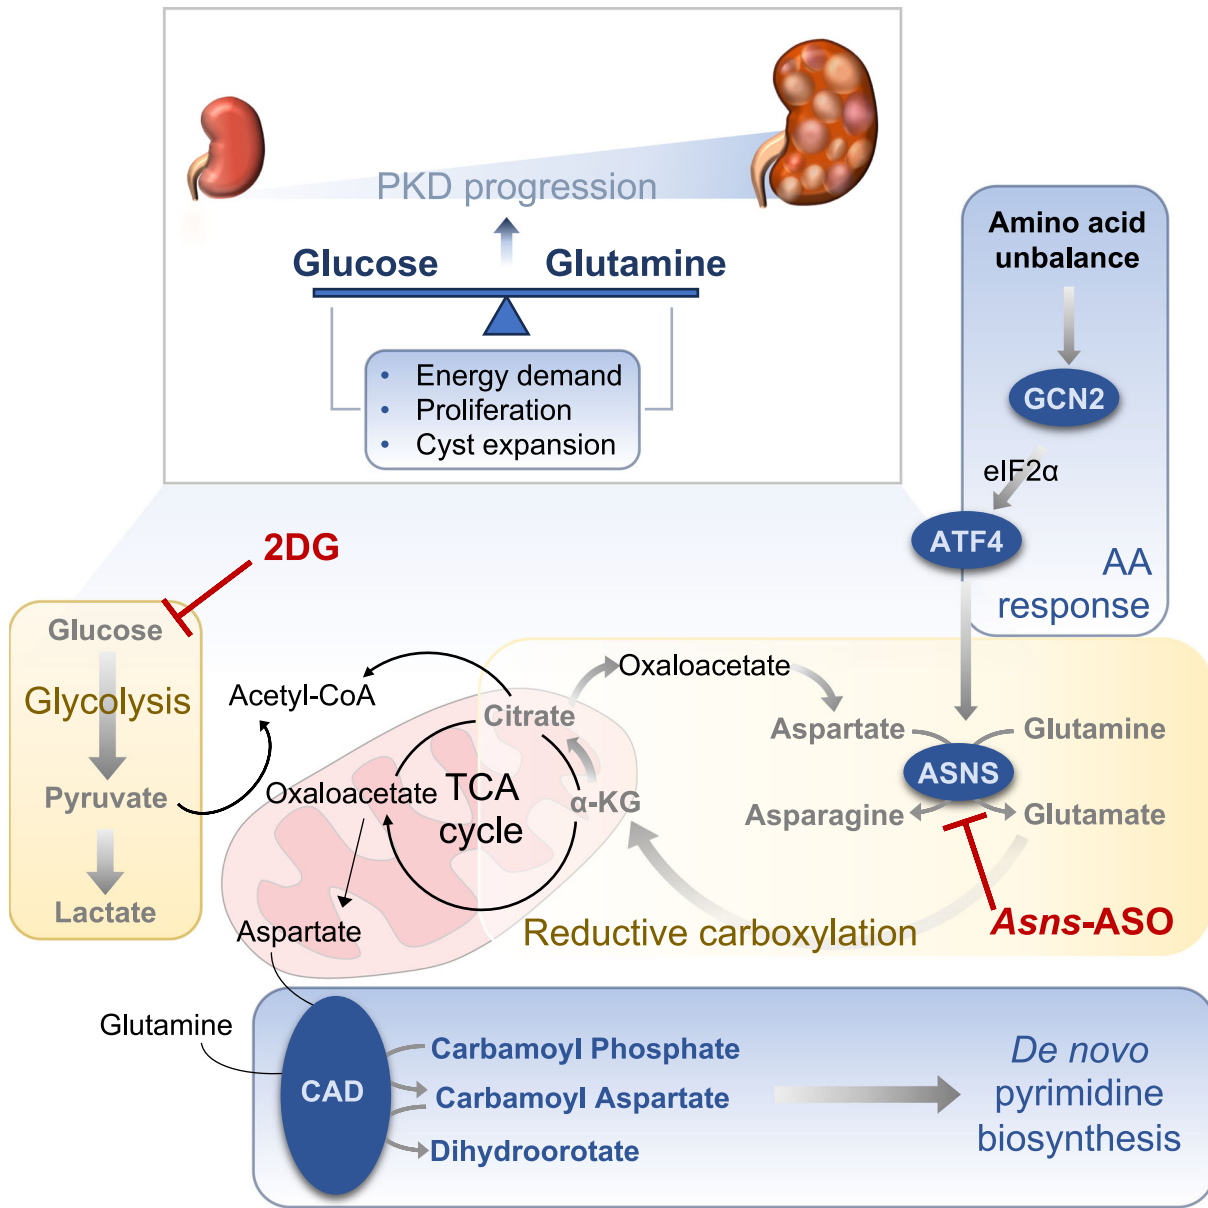 PKD progression
Glucose
Glutamine
• Energy demand
• Proliferation
• Cyst expansion
Amino acid
unbalance
GCN2
eIF2α
ATF4
AA
response
2DG
Glucose
Glycolysis
Pyruvate
Lactate
Acetyl-CoA
Citrate
Oxaloacetate
TCA
cycle
α-KG
Aspartate
Oxaloacetate
Aspartate
Glutamine
ASNS
Asparagine
Glutamate
Reductive carboxylation
Asns-ASO
Glutamine
CAD
Carbamoyl Phosphate
Carbamoyl Aspartate
Dihydroorotate
De novo
pyrimidine
biosynthesis